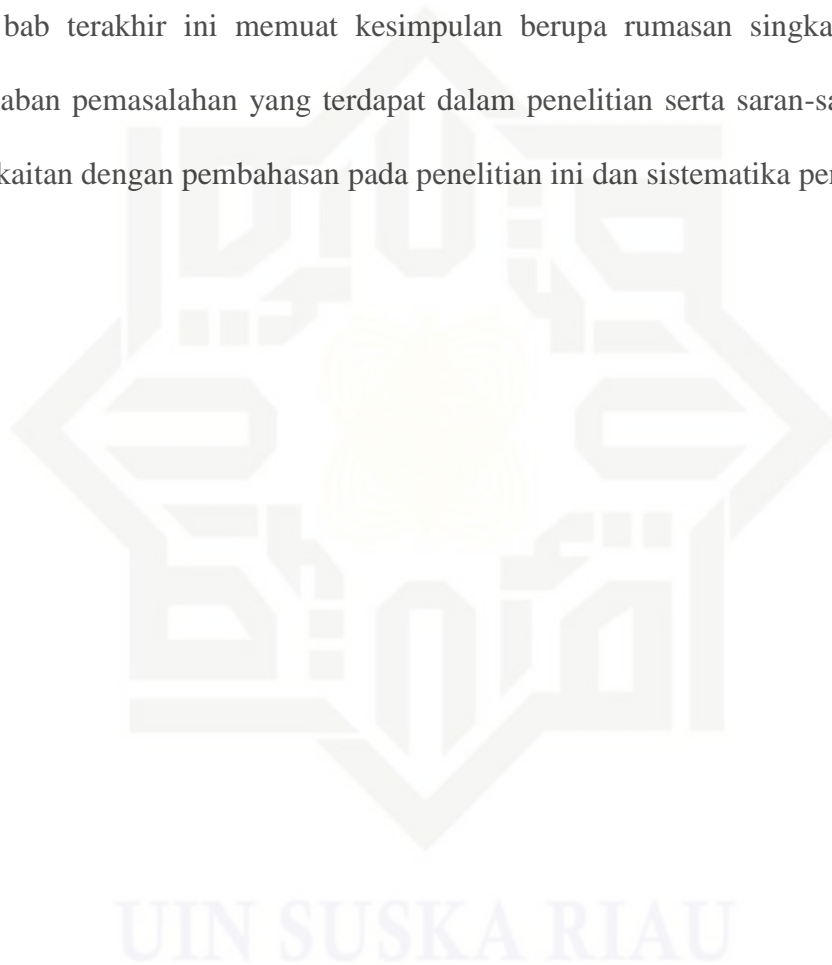 bab terakhir ini memuat kesimpulan berupa rumasan singka
aban pemasalahan yang terdapat dalam penelitian serta saran-sa
kaitan dengan pembahasan pada penelitian ini dan sistematika per
UIN SUSKA RIAU